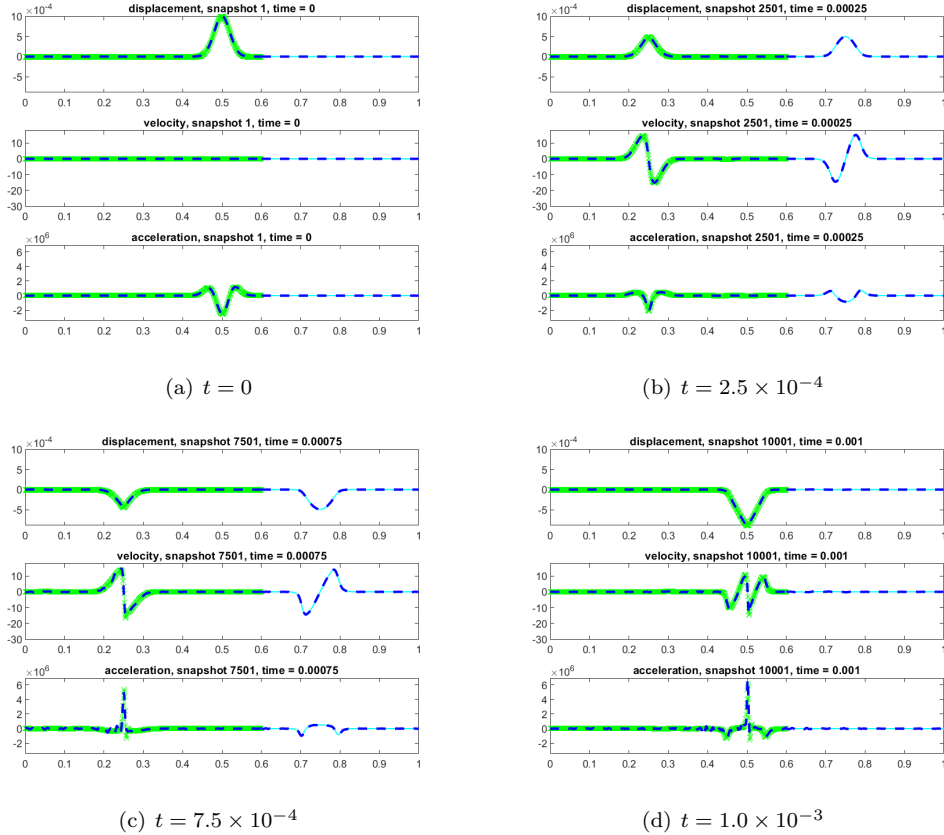 ×10⁻⁴
displacement, snapshot 1, time = 0
10
5
0
-5
0 0.1 0.2 0.3 0.4 0.5 0.6 0.7 0.8 0.9 1
velocity, snapshot 1, time = 0
10
0
-10
-20
-30
0 0.1 0.2 0.3 0.4 0.5 0.6 0.7 0.8 0.9 1
×10⁶
acceleration, snapshot 1, time = 0
6
4
2
0
-2
0 0.1 0.2 0.3 0.4 0.5 0.6 0.7 0.8 0.9 1
(a) t = 0
×10⁻⁴
displacement, snapshot 2501, time = 0.00025
10
5
0
-5
0 0.1 0.2 0.3 0.4 0.5 0.6 0.7 0.8 0.9 1
velocity, snapshot 2501, time = 0.00025
10
0
-10
-20
-30
0 0.1 0.2 0.3 0.4 0.5 0.6 0.7 0.8 0.9 1
×10⁶
acceleration, snapshot 2501, time = 0.00025
6
4
2
0
-2
0 0.1 0.2 0.3 0.4 0.5 0.6 0.7 0.8 0.9 1
(b) t = 2.5 × 10⁻⁴
×10⁻⁴
displacement, snapshot 7501, time = 0.00075
10
5
0
-5
0 0.1 0.2 0.3 0.4 0.5 0.6 0.7 0.8 0.9 1
velocity, snapshot 7501, time = 0.00075
10
0
-10
-20
-30
0 0.1 0.2 0.3 0.4 0.5 0.6 0.7 0.8 0.9 1
×10⁶
acceleration, snapshot 7501, time = 0.00075
6
4
2
0
-2
0 0.1 0.2 0.3 0.4 0.5 0.6 0.7 0.8 0.9 1
(c) t = 7.5 × 10⁻⁴
×10⁻⁴
displacement, snapshot 10001, time = 0.001
10
5
0
-5
0 0.1 0.2 0.3 0.4 0.5 0.6 0.7 0.8 0.9 1
velocity, snapshot 10001, time = 0.001
10
0
-10
-20
-30
0 0.1 0.2 0.3 0.4 0.5 0.6 0.7 0.8 0.9 1
×10⁶
acceleration, snapshot 10001, time = 0.001
6
4
2
0
-2
0 0.1 0.2 0.3 0.4 0.5 0.6 0.7 0.8 0.9 1
(d) t = 1.0 × 10⁻³